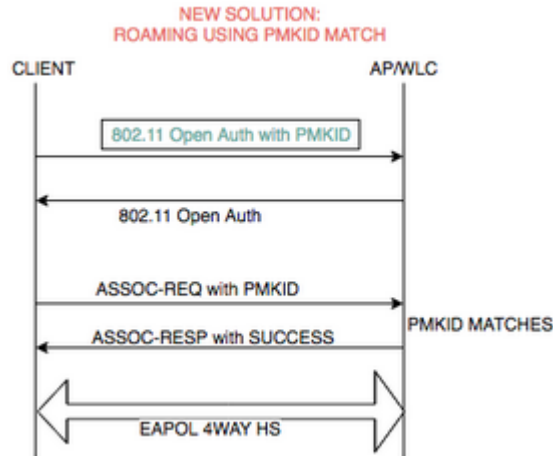 NEW SOLUTION:
ROAMING USING PMKID MATCH
CLIENT
AP/WLC
802.11 Open Auth with PMKID
802.11 Open Auth
ASSOC-REQ with PMKID
PMKID MATCHES
ASSOC-RESP with SUCCESS
EAPOL 4WAY HS